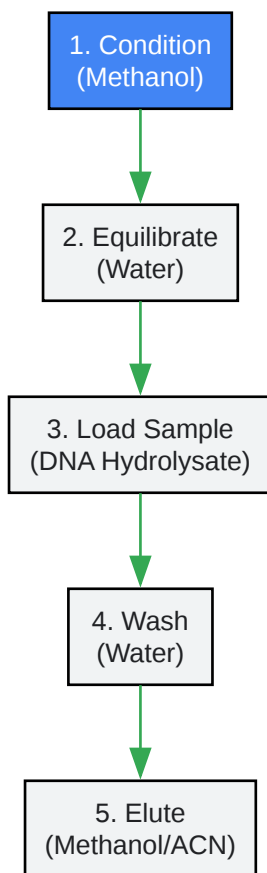 1. Condition
(Methanol)
2. Equilibrate
(Water)
3. Load Sample
(DNA Hydrolysate)
4. Wash
(Water)
5. Elute
(Methanol/ACN)